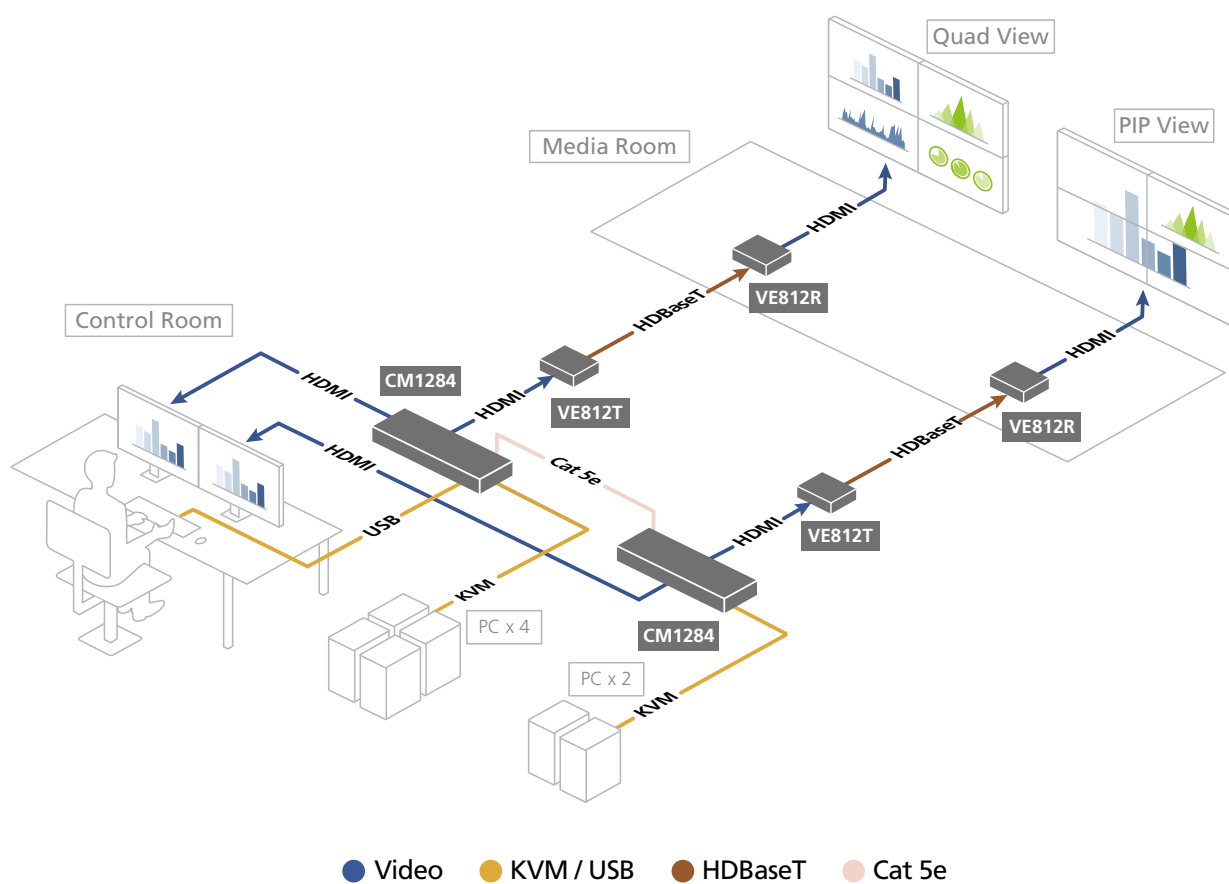 Quad View
PIP View
Media Room
HDMI
VE812R
HDBaseT
Control Room
HDMI
CM1284
HDMI
VE812T
HDMI
VE812R
HDBaseT
HDMI
Cat 5e
USB
HDMI
VE812T
KVM
PC x 4
CM1284
PC x 2
KVM
Video
KVM / USB
HDBaseT
Cat 5e